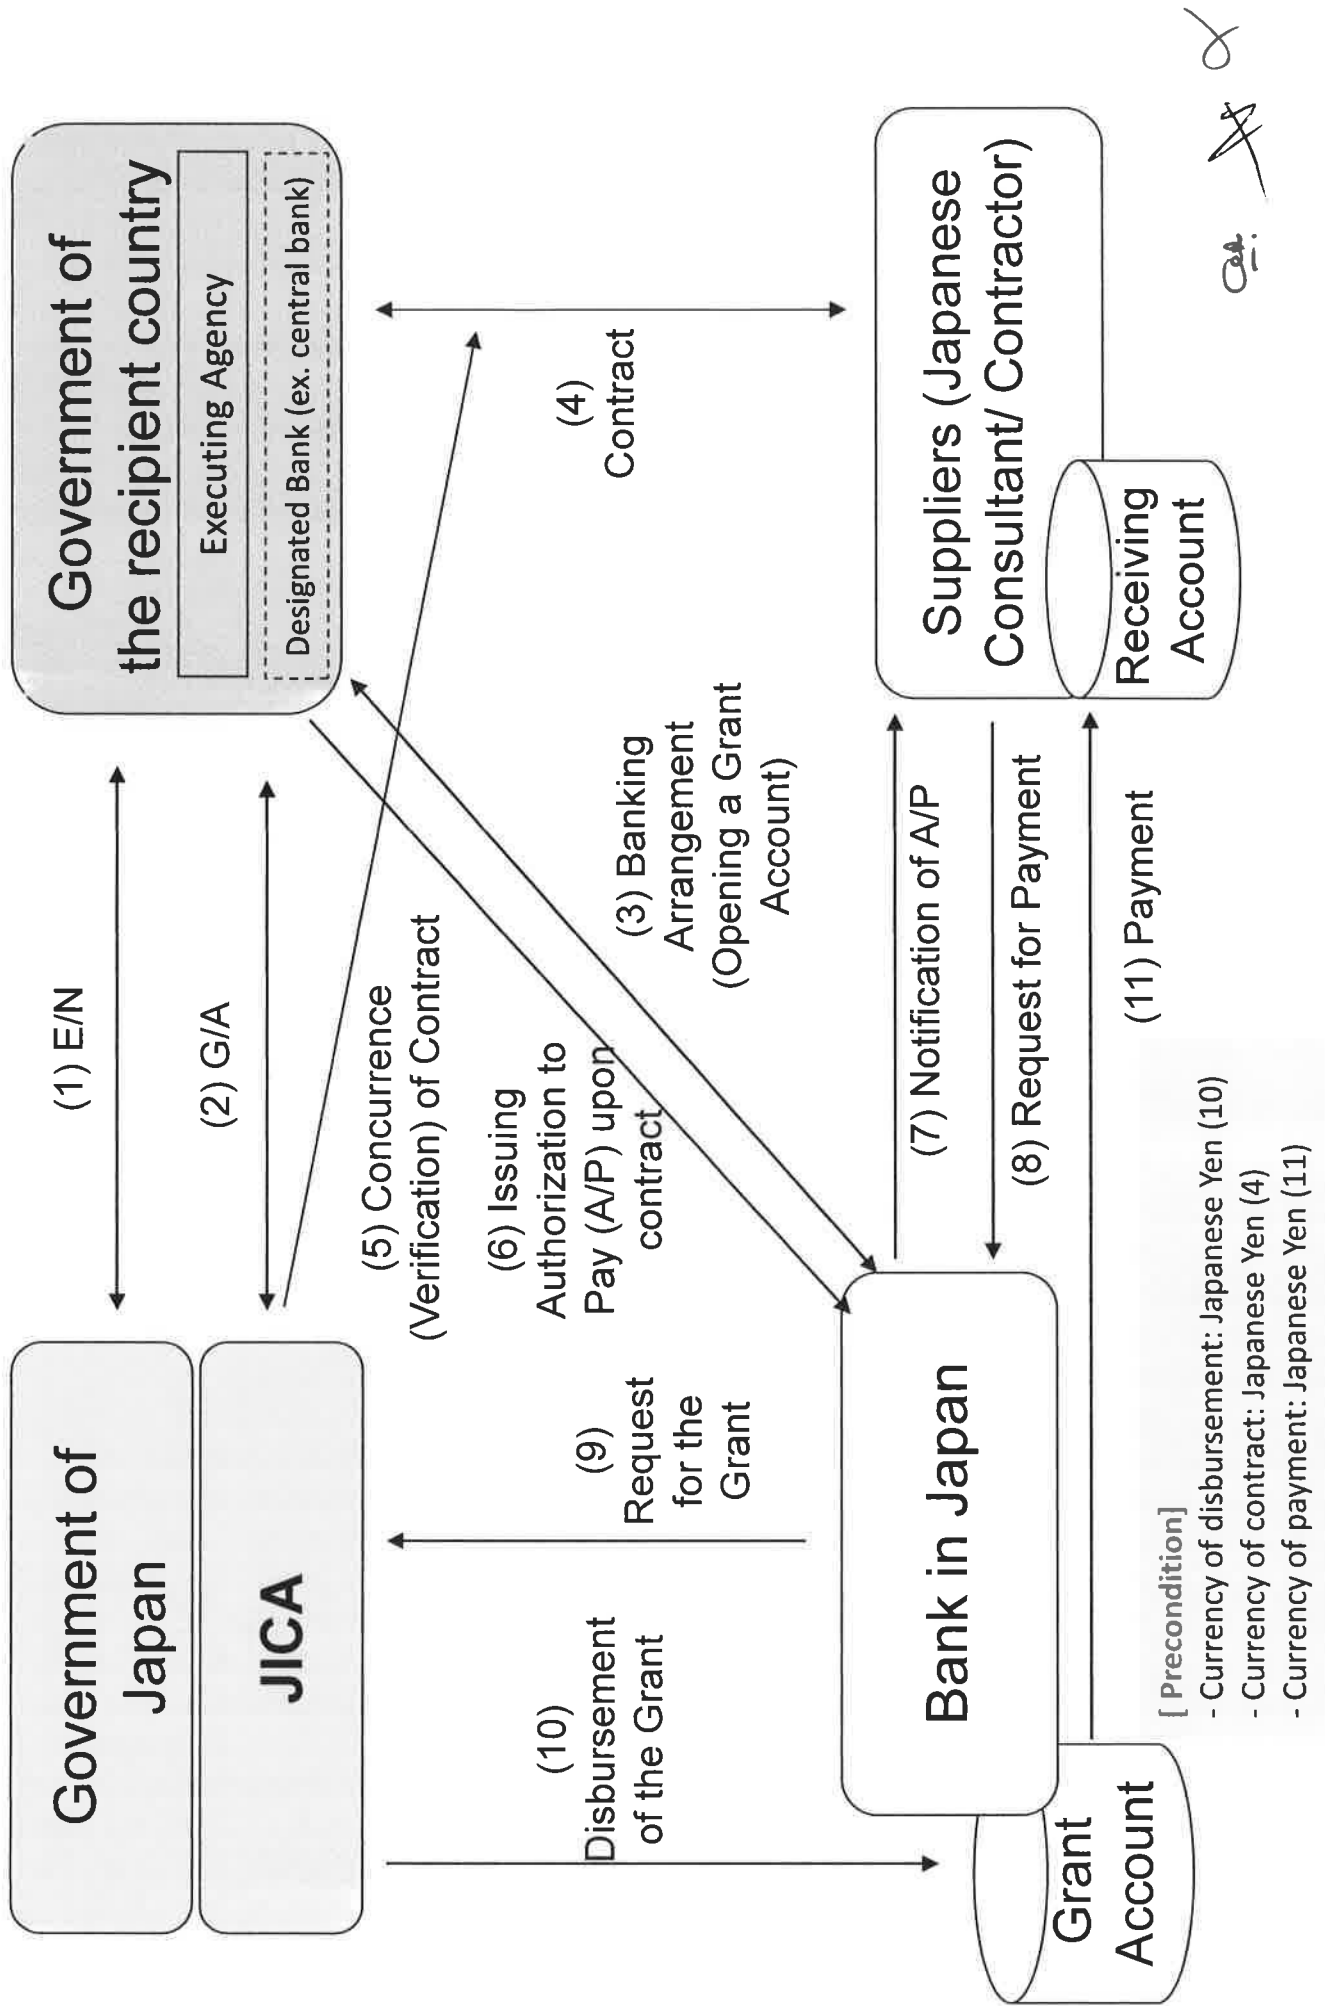 Government of
Japan
JICA
(1) E/N
(2) G/A
Government of
the recipient country
Executing Agency
Designated Bank (ex. central bank)
(5) Concurrence
(Verification) of Contract
(6) Issuing
Authorization to
Pay (A/P) upon
contract
(4)
Contract
(3) Banking
Arrangement
(Opening a Grant
Account)
(9)
Request
for the
Grant
(10)
Disbursement
of the Grant
Bank in Japan
Grant
Account
(7) Notification of A/P
(8) Request for Payment
(11) Payment
Suppliers (Japanese
Consultant/ Contractor)
Receiving
Account
[ Precondition]
- Currency of disbursement: Japanese Yen (10)
- Currency of contract: Japanese Yen (4)
- Currency of payment: Japanese Yen (11)